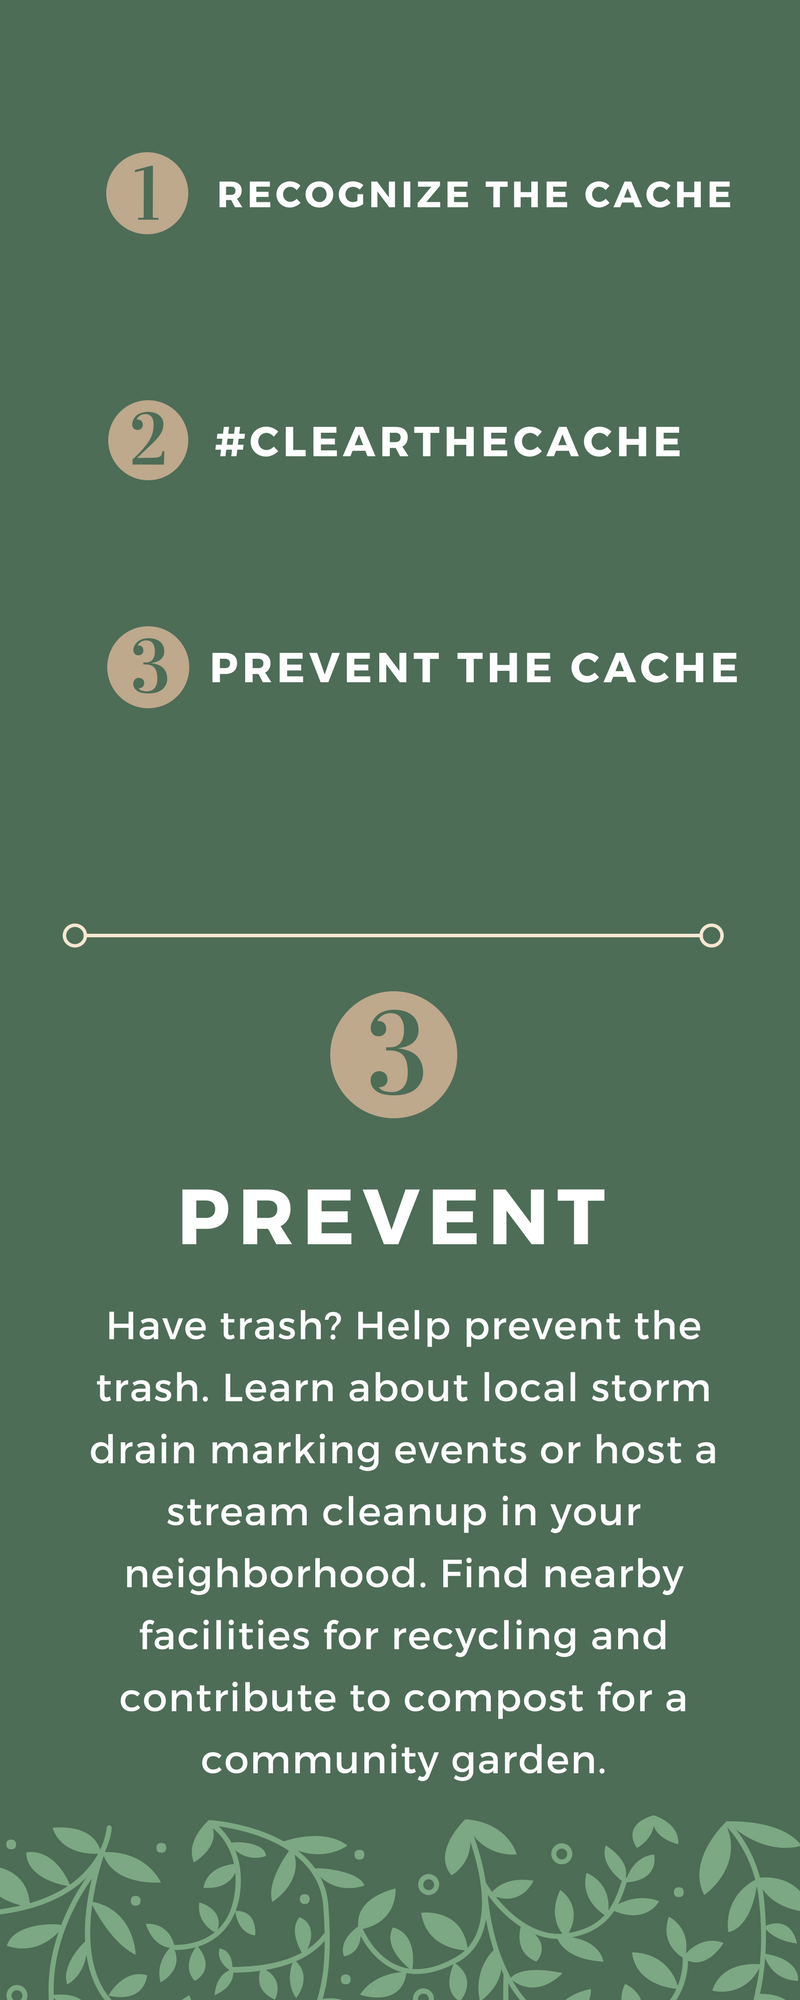 1 RECOGNIZE THE CACHE
2 #CLEARTHECACHE
3 PREVENT THE CACHE
3
PREVENT
Have trash? Help prevent the
trash. Learn about local storm
drain marking events or host a
stream cleanup in your
neighborhood. Find nearby
facilities for recycling and
contribute to compost for a
community garden.